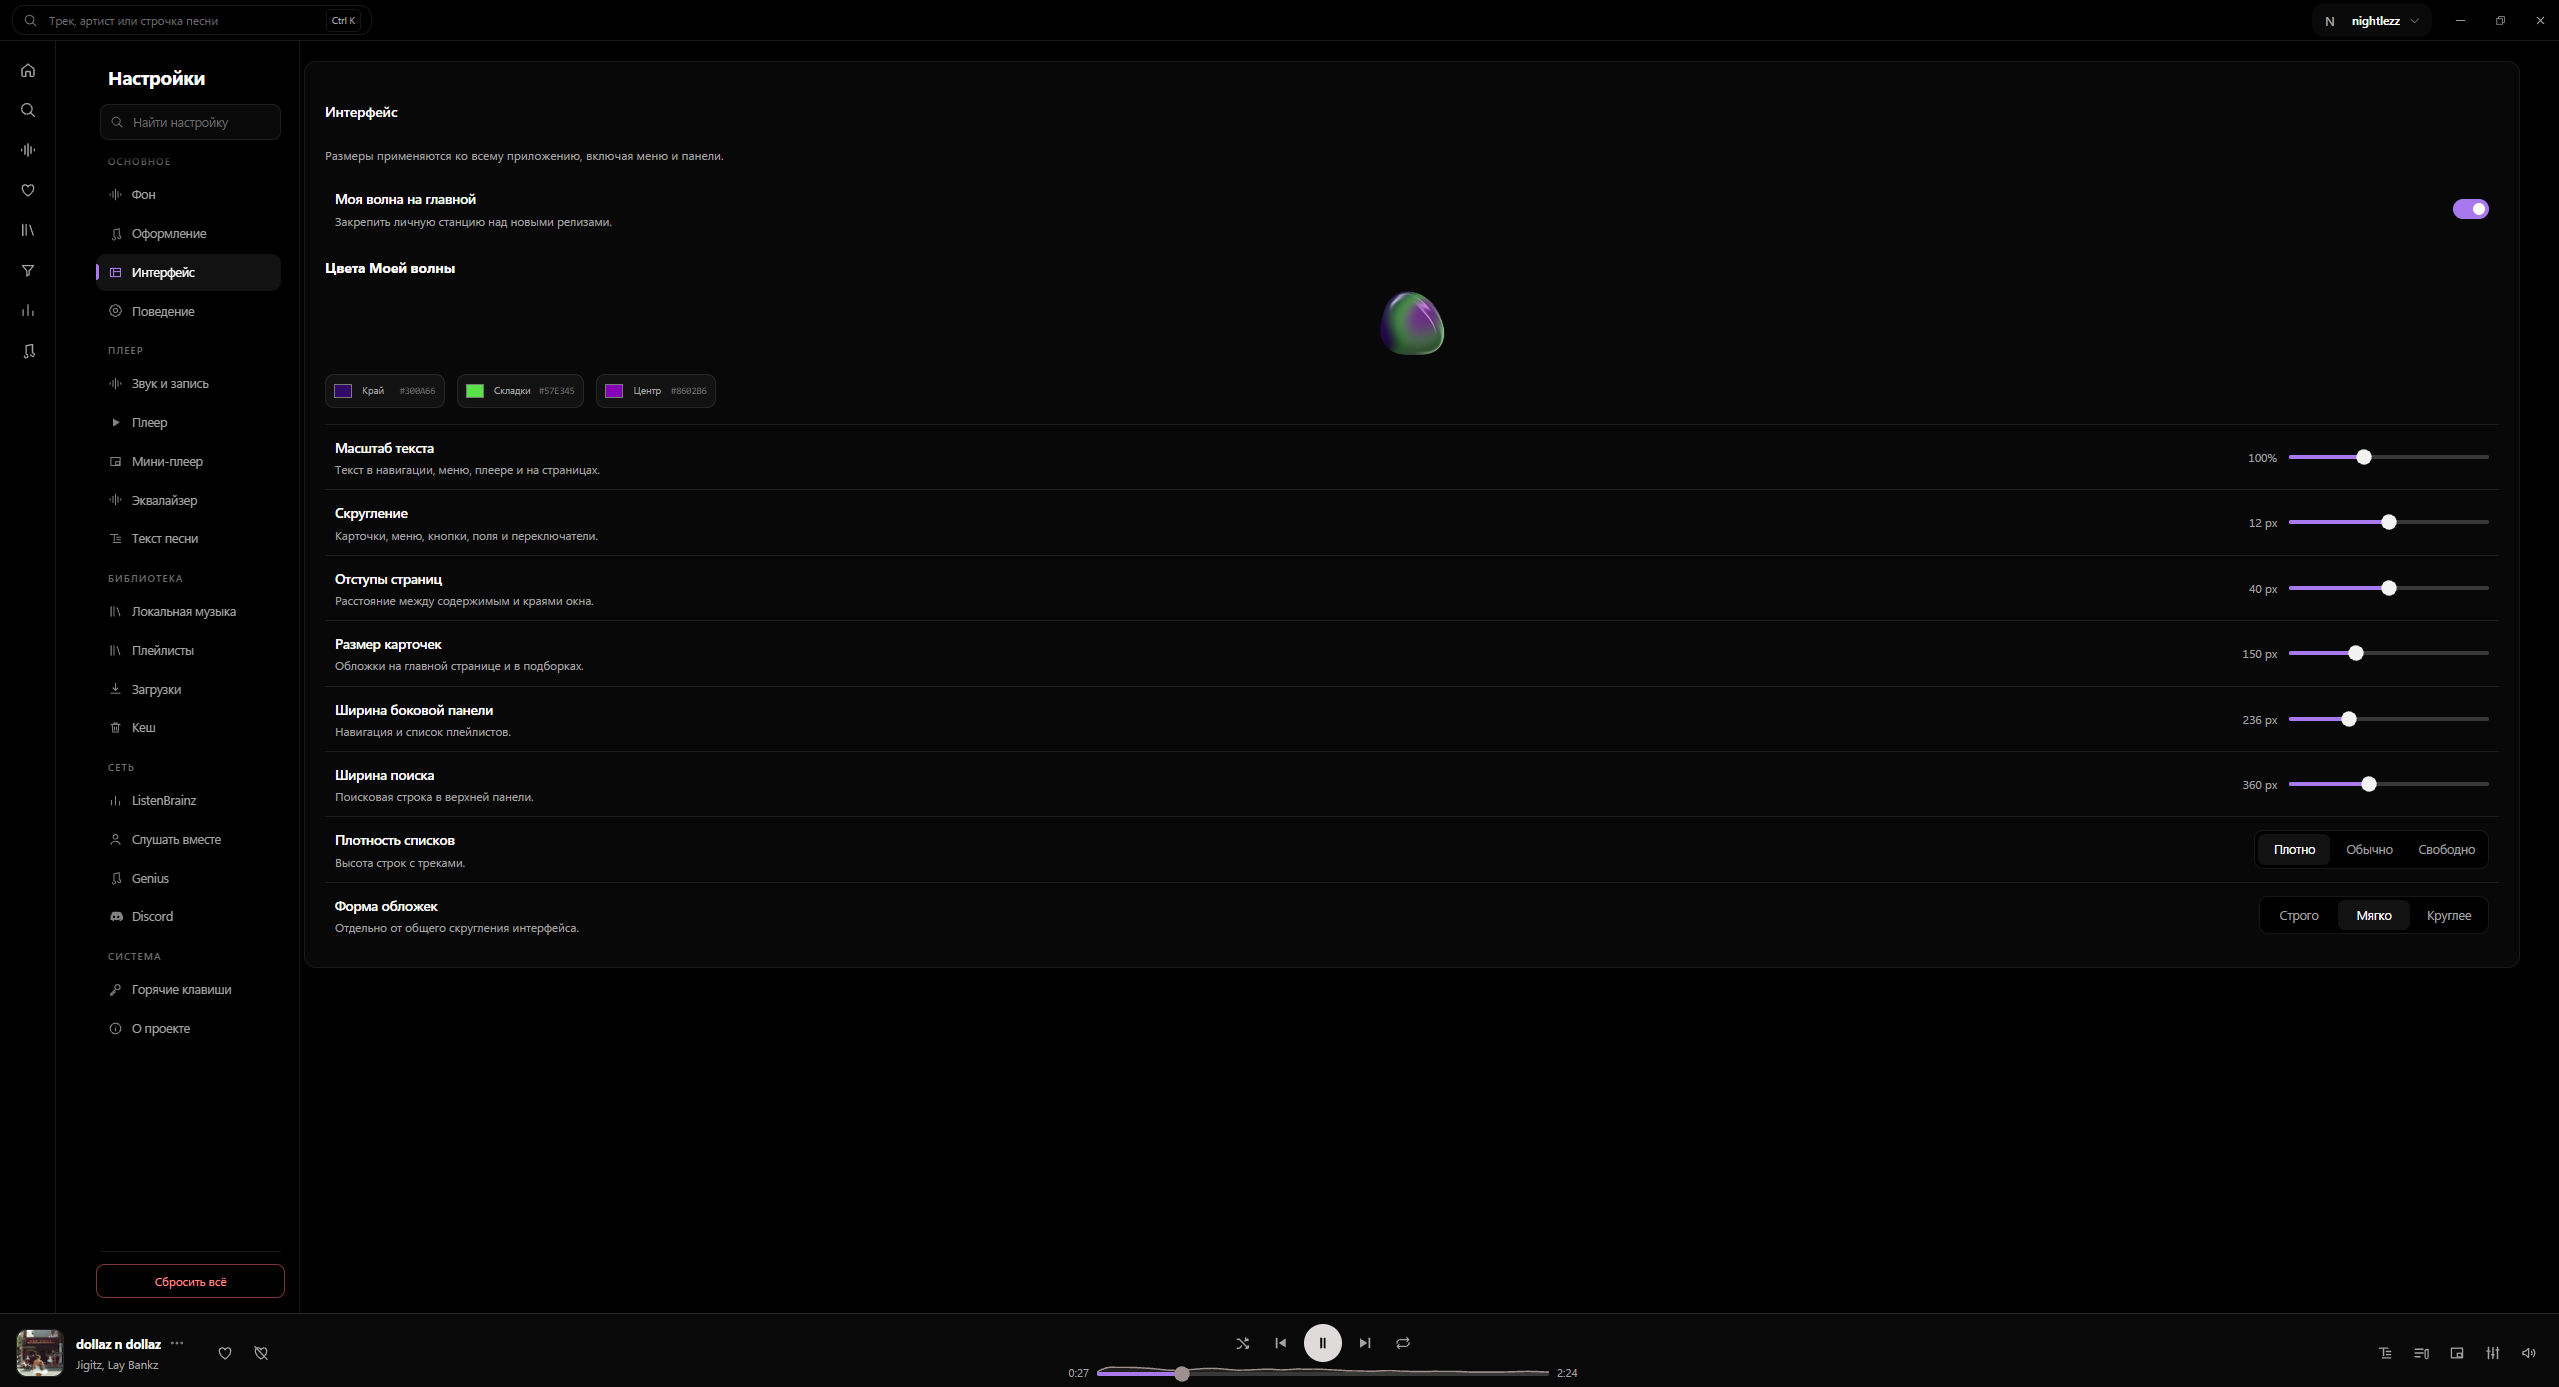 Трек, артист или строчка песни
Ctrl K
N nightlezz
Настройки
Найти настройку
ОСНОВНОЕ
Фон
Оформление
Интерфейс
Поведение
ПЛЕЕР
Звук и запись
Плеер
Мини-плеер
Эквалайзер
Текст песни
БИБЛИОТЕКА
Локальная музыка
Плейлисты
Загрузки
Кеш
СЕТЬ
ListenBrainz
Слушать вместе
Genius
Discord
СИСТЕМА
Горячие клавиши
О проекте
Сбросить всё
Интерфейс
Размеры применяются ко всему приложению, включая меню и панели.
Моя волна на главной
Закрепить личную станцию над новыми релизами.
Цвета Моей волны
Край #300A66
Складки #57E345
Центр #8602B6
Масштаб текста
Текст в навигации, меню, плеере и на страницах.
100%
Скругление
Карточки, меню, кнопки, поля и переключатели.
12 px
Отступы страниц
Расстояние между содержимым и краями окна.
40 px
Размер карточек
Обложки на главной странице и в подборках.
150 px
Ширина боковой панели
Навигация и список плейлистов.
236 px
Ширина поиска
Поисковая строка в верхней панели.
360 px
Плотность списков
Высота строк с треками.
Плотно Обычно Свободно
Форма обложек
Отдельно от общего скругления интерфейса.
Строго Мягко Круглее
dollaz n dollaz
Jigitz, Lay Bankz
0:27
2:24